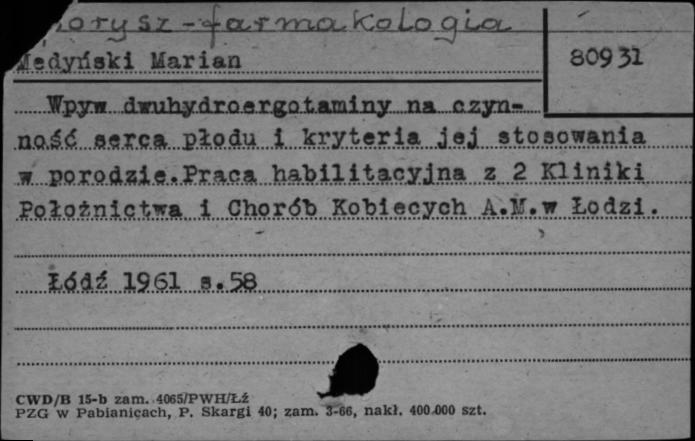 porysz - farmakologia
Medyński Marian
80931
Wpyw dwuhydroergotaminy na czyn-
ność serca płodu i kryteria jej stosowania
w porodzie.Praca habilitacyjna z 2 Kliniki
Położnictwa i Chorób Kobiecych A.M.w Łodzi.
Łódź 1961 s.58
CWD/B 15-b zam. 4065/PWH/Łź
PZG w Pabianicach, P. Skargi 40; zam. 3-66, nakł. 400.000 szt.